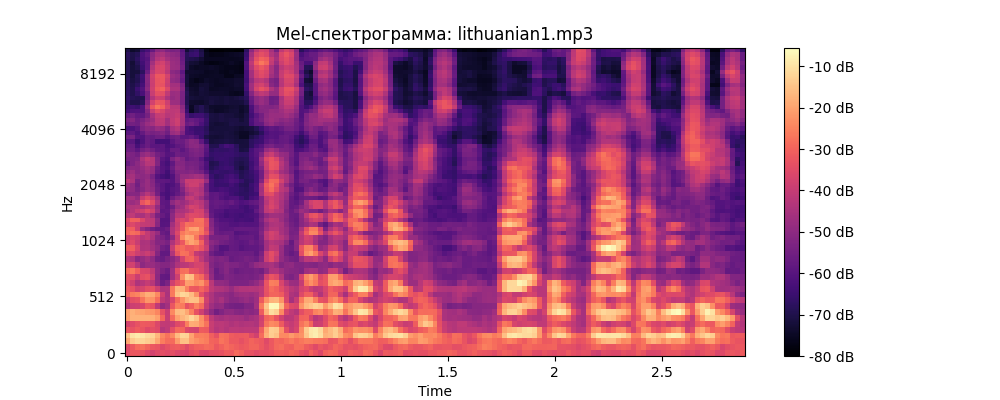 Mel-спектрограмма: lithuanian1.mp3
8192
4096
2048
1024
512
0
Hz
0
0.5
1
1.5
2
2.5
Time
-10 dB
-20 dB
-30 dB
-40 dB
-50 dB
-60 dB
-70 dB
-80 dB